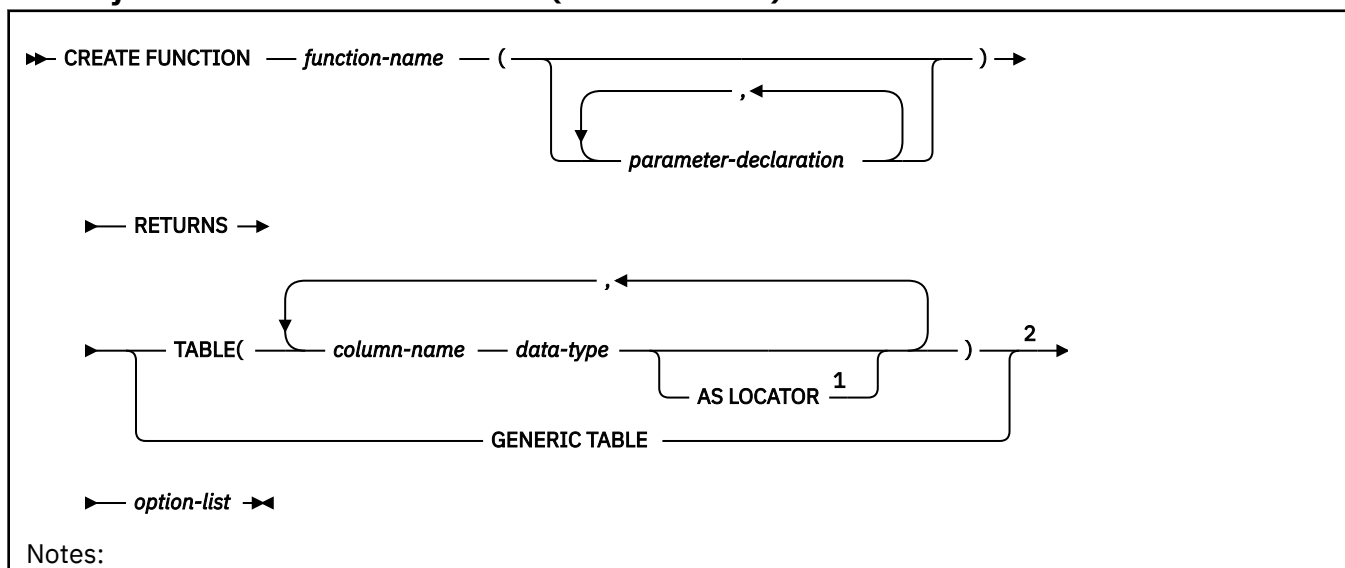 CREATE FUNCTION function-name ( )
,
parameter-declaration
RETURNS
,
TABLE( column-name data-type ) 2
AS LOCATOR 1
GENERIC TABLE
option-list
Notes: